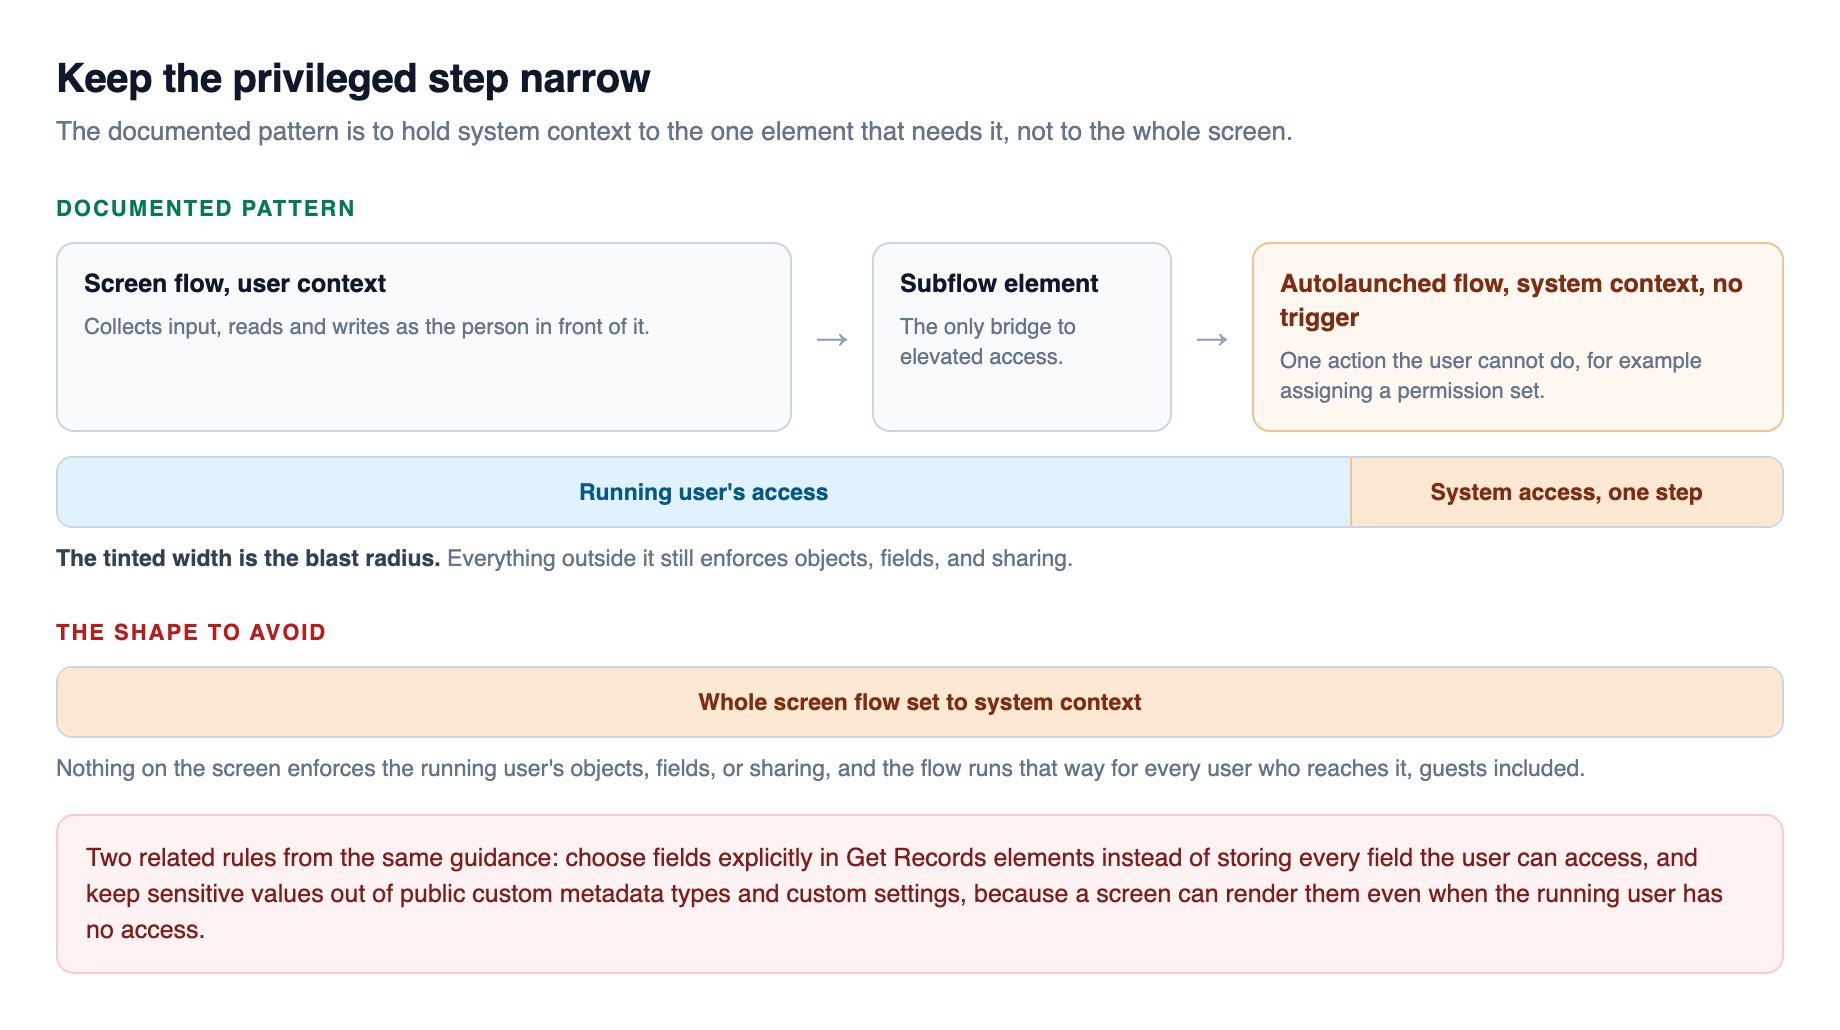 Keep the privileged step narrow
The documented pattern is to hold system context to the one element that needs it, not to the whole screen.
DOCUMENTED PATTERN
Screen flow, user context
Collects input, reads and writes as the person in front of it.
→
Subflow element
The only bridge to
elevated access.
→
Autolaunched flow, system context, no
trigger
One action the user cannot do, for example
assigning a permission set.
Running user's access
System access, one step
The tinted width is the blast radius. Everything outside it still enforces objects, fields, and sharing.
THE SHAPE TO AVOID
Whole screen flow set to system context
Nothing on the screen enforces the running user's objects, fields, or sharing, and the flow runs that way for every user who reaches it, guests included.
Two related rules from the same guidance: choose fields explicitly in Get Records elements instead of storing every field the user can access, and
keep sensitive values out of public custom metadata types and custom settings, because a screen can render them even when the running user has
no access.